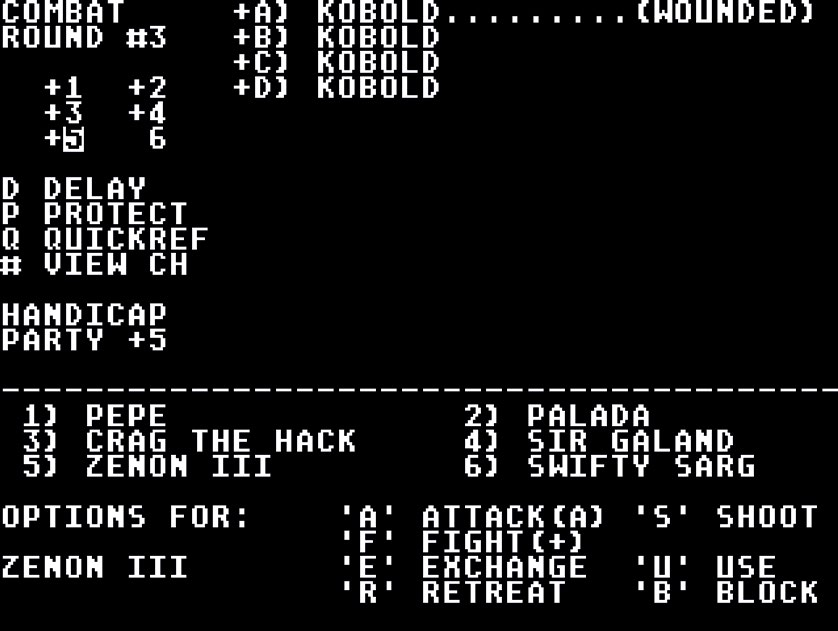 COMBAT +A) KOBOLD.........(WOUNDED)
ROUND #3 +B) KOBOLD
+C) KOBOLD
+1 +2 +D) KOBOLD
+3 +4
+5 6
D DELAY
P PROTECT
Q QUICKREF
# VIEW CH
HANDICAP
PARTY +5
----------------------------------------
1) PEPE 2) PALADA
3) CRAG THE HACK 4) SIR GALAND
5) ZENON III 6) SWIFTY SARG
OPTIONS FOR: 'A' ATTACK(A) 'S' SHOOT
'F' FIGHT(+)
ZENON III 'E' EXCHANGE 'U' USE
'R' RETREAT 'B' BLOCK